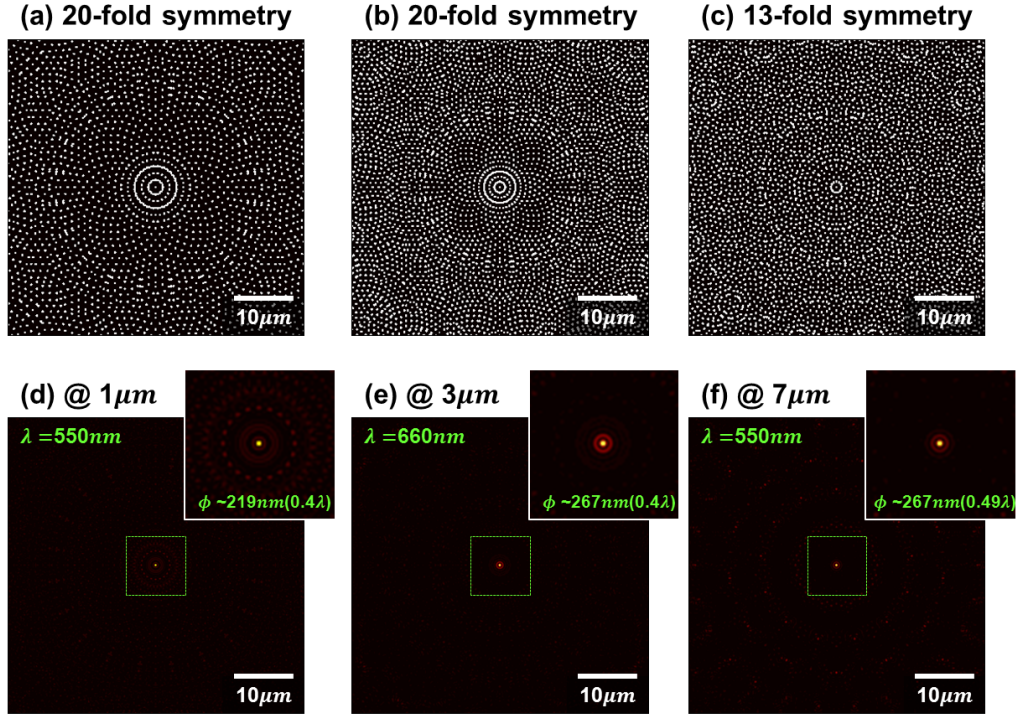 (a) 20-fold symmetry
(b) 20-fold symmetry
(c) 13-fold symmetry
10μm
10μm
10μm
(d) @ 1μm
(e) @ 3μm
(f) @ 7μm
λ =550nm
λ =660nm
λ =550nm
ϕ ~219nm(0.4λ)
ϕ ~267nm(0.4λ)
ϕ ~267nm(0.49λ)
10μm
10μm
10μm